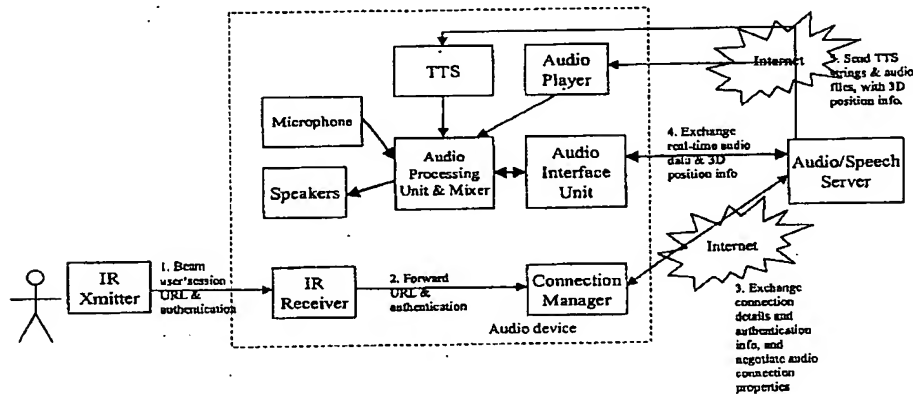 TTS
Audio
Player
Internet
5. Send TTS
strings & audio
files, with 3D
position info.
Microphone
Audio
Processing
Unit & Mixer
Audio
Interface
Unit
4. Exchange
real-time audio
data & 3D
position info
Audio/Speech
Server
Speakers
Internet
IR
Xmitter
1. Beam
user/session
URL &
authentication
IR
Receiver
2. Forward
URL &
authentication
Connection
Manager
Audio device
3. Exchange
connection
details and
authentication
info, and
negotiate audio
connection
properties